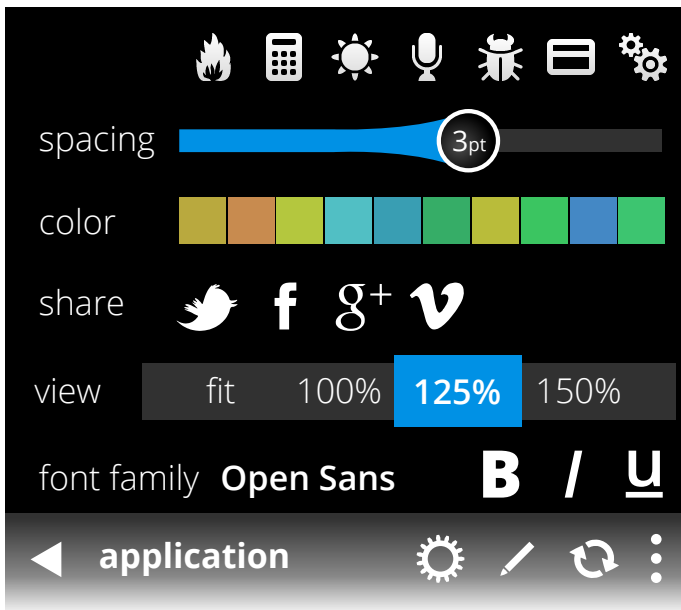 spacing 3pt
color
share f g+ v
view fit 100% 125% 150%
font family Open Sans B I U
application